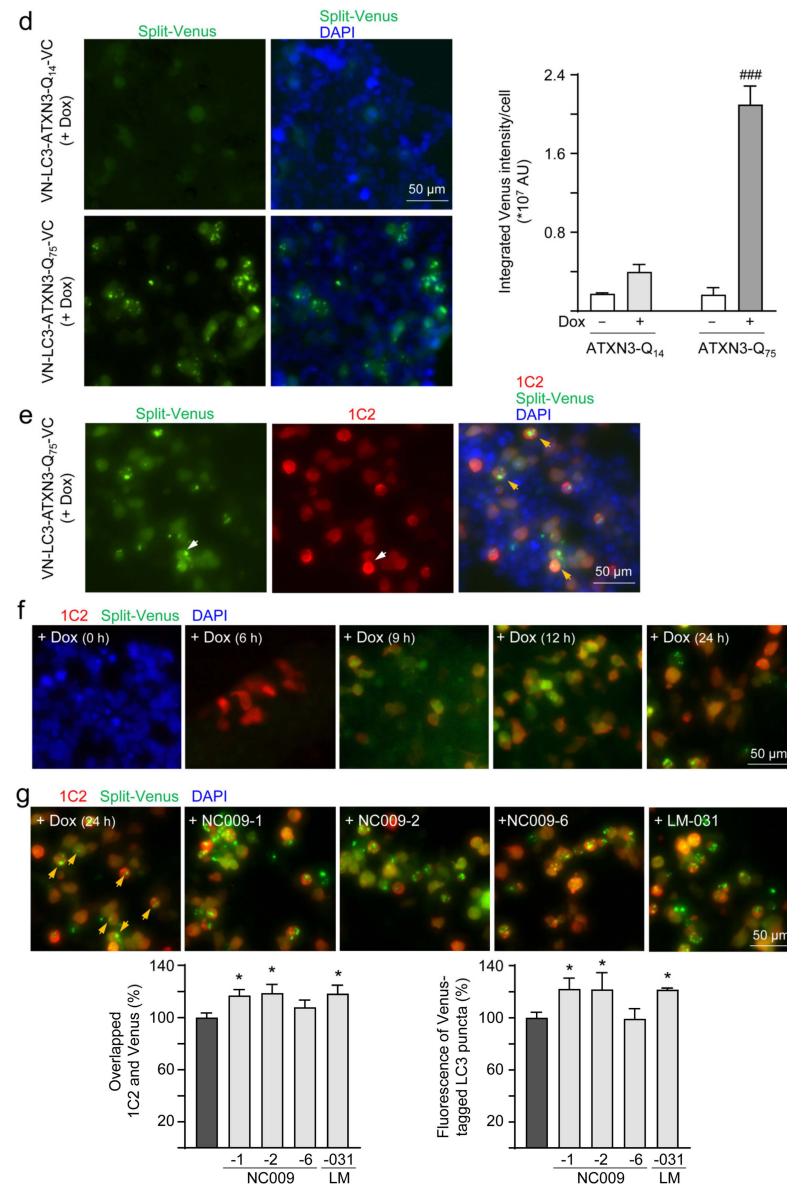 d
Split-Venus
Split-Venus
DAPI
VN-LC3-ATXN3-Q14-VC
(+ Dox)
50 µm
VN-LC3-ATXN3-Q75-VC
(+ Dox)
Integrated Venus intensity/cell
(*10⁷ AU)
2.4
1.6
0.8
###
Dox – + – +
ATXN3-Q14 ATXN3-Q75
e
Split-Venus
1C2
1C2
Split-Venus
DAPI
VN-LC3-ATXN3-Q75-VC
(+ Dox)
50 µm
f
1C2 Split-Venus DAPI
+ Dox (0 h) + Dox (6 h) + Dox (9 h) + Dox (12 h) + Dox (24 h)
50 µm
g
1C2 Split-Venus DAPI
+ Dox (24 h) + NC009-1 + NC009-2 +NC009-6 + LM-031
50 µm
Overlapped
1C2 and Venus (%)
140
100
60
20
* * *
-1 -2 -6 -031
NC009 LM
Fluorescence of Venus-
tagged LC3 puncta (%)
140
100
60
20
* * *
-1 -2 -6 -031
NC009 LM